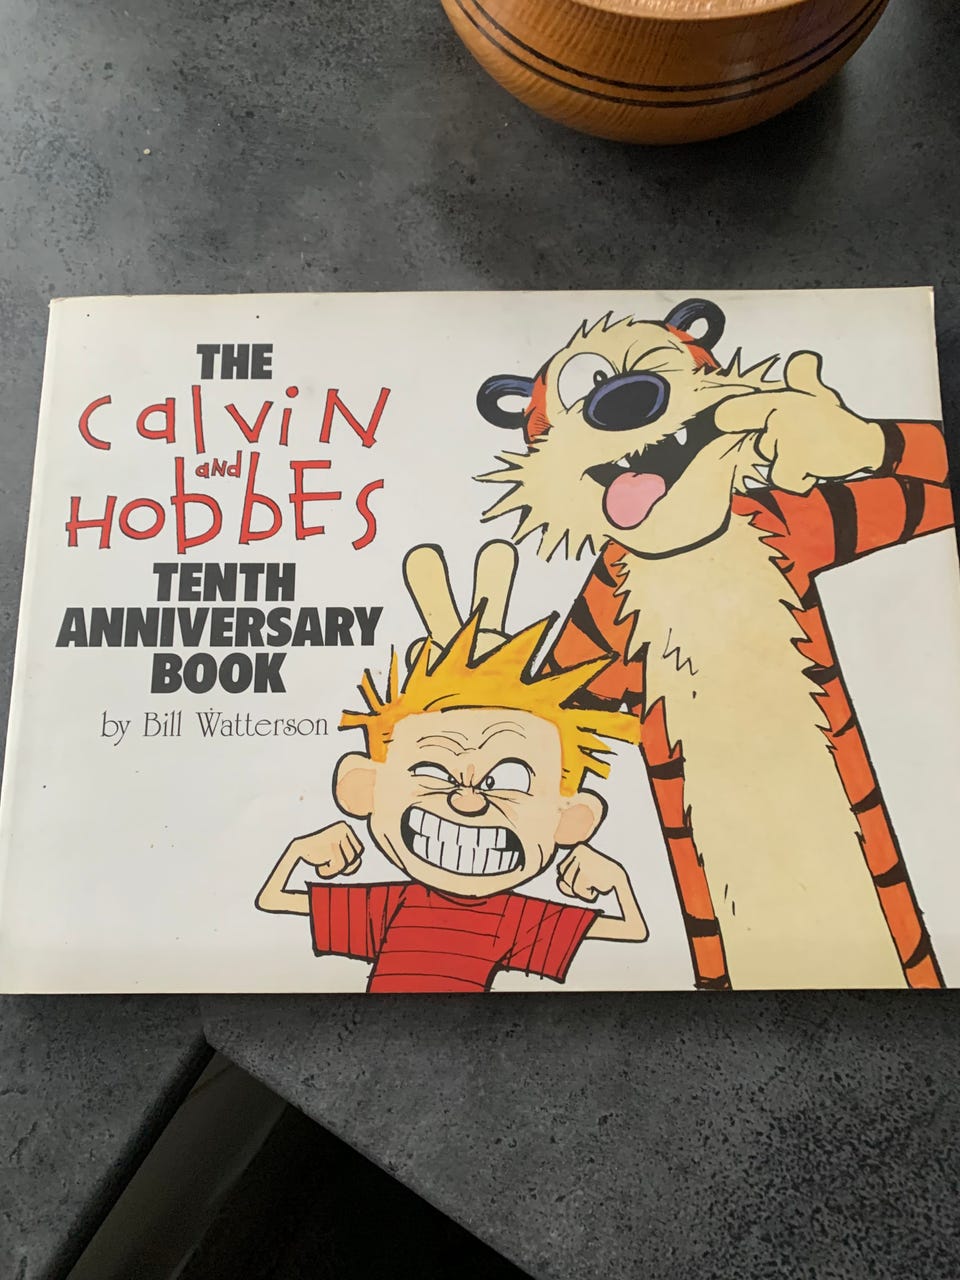 THE
CalviN
aND
HobbEs
TENTH
ANNIVERSARY
BOOK
by Bill Watterson